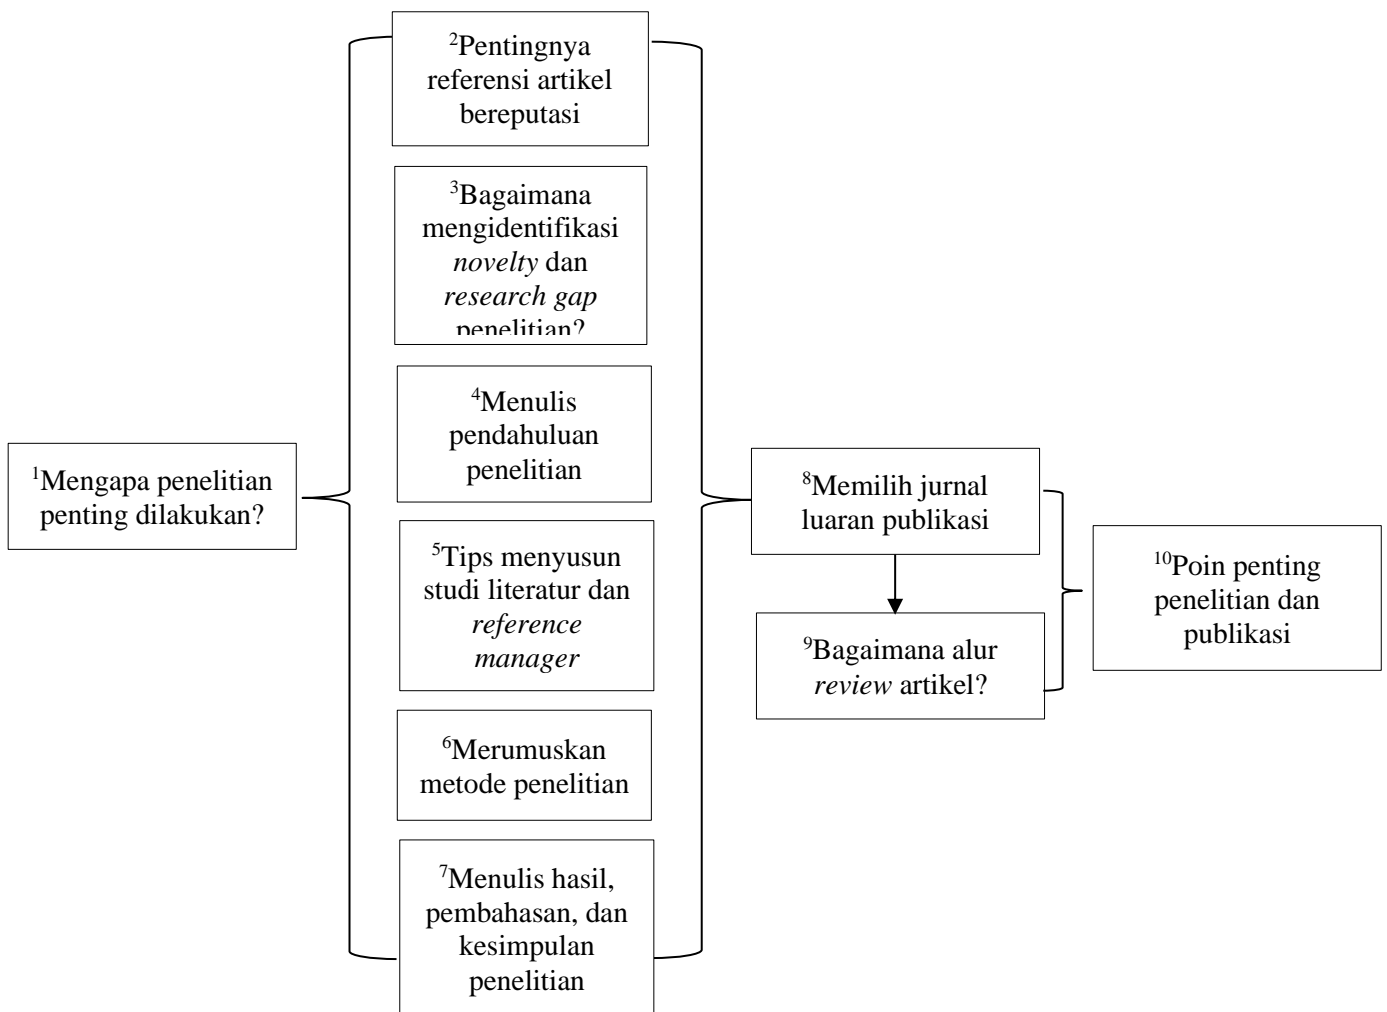 ²Pentingnya
referensi artikel
bereputasi
³Bagaimana
mengidentifikasi
novelty dan
research gap
penelitian?
⁴Menulis
pendahuluan
penelitian
¹Mengapa penelitian
penting dilakukan?
⁵Tips menyusun
studi literatur dan
reference
manager
⁶Merumuskan
metode penelitian
⁷Menulis hasil,
pembahasan, dan
kesimpulan
penelitian
⁸Memilih jurnal
luaran publikasi
⁹Bagaimana alur
review artikel?
¹⁰Poin penting
penelitian dan
publikasi